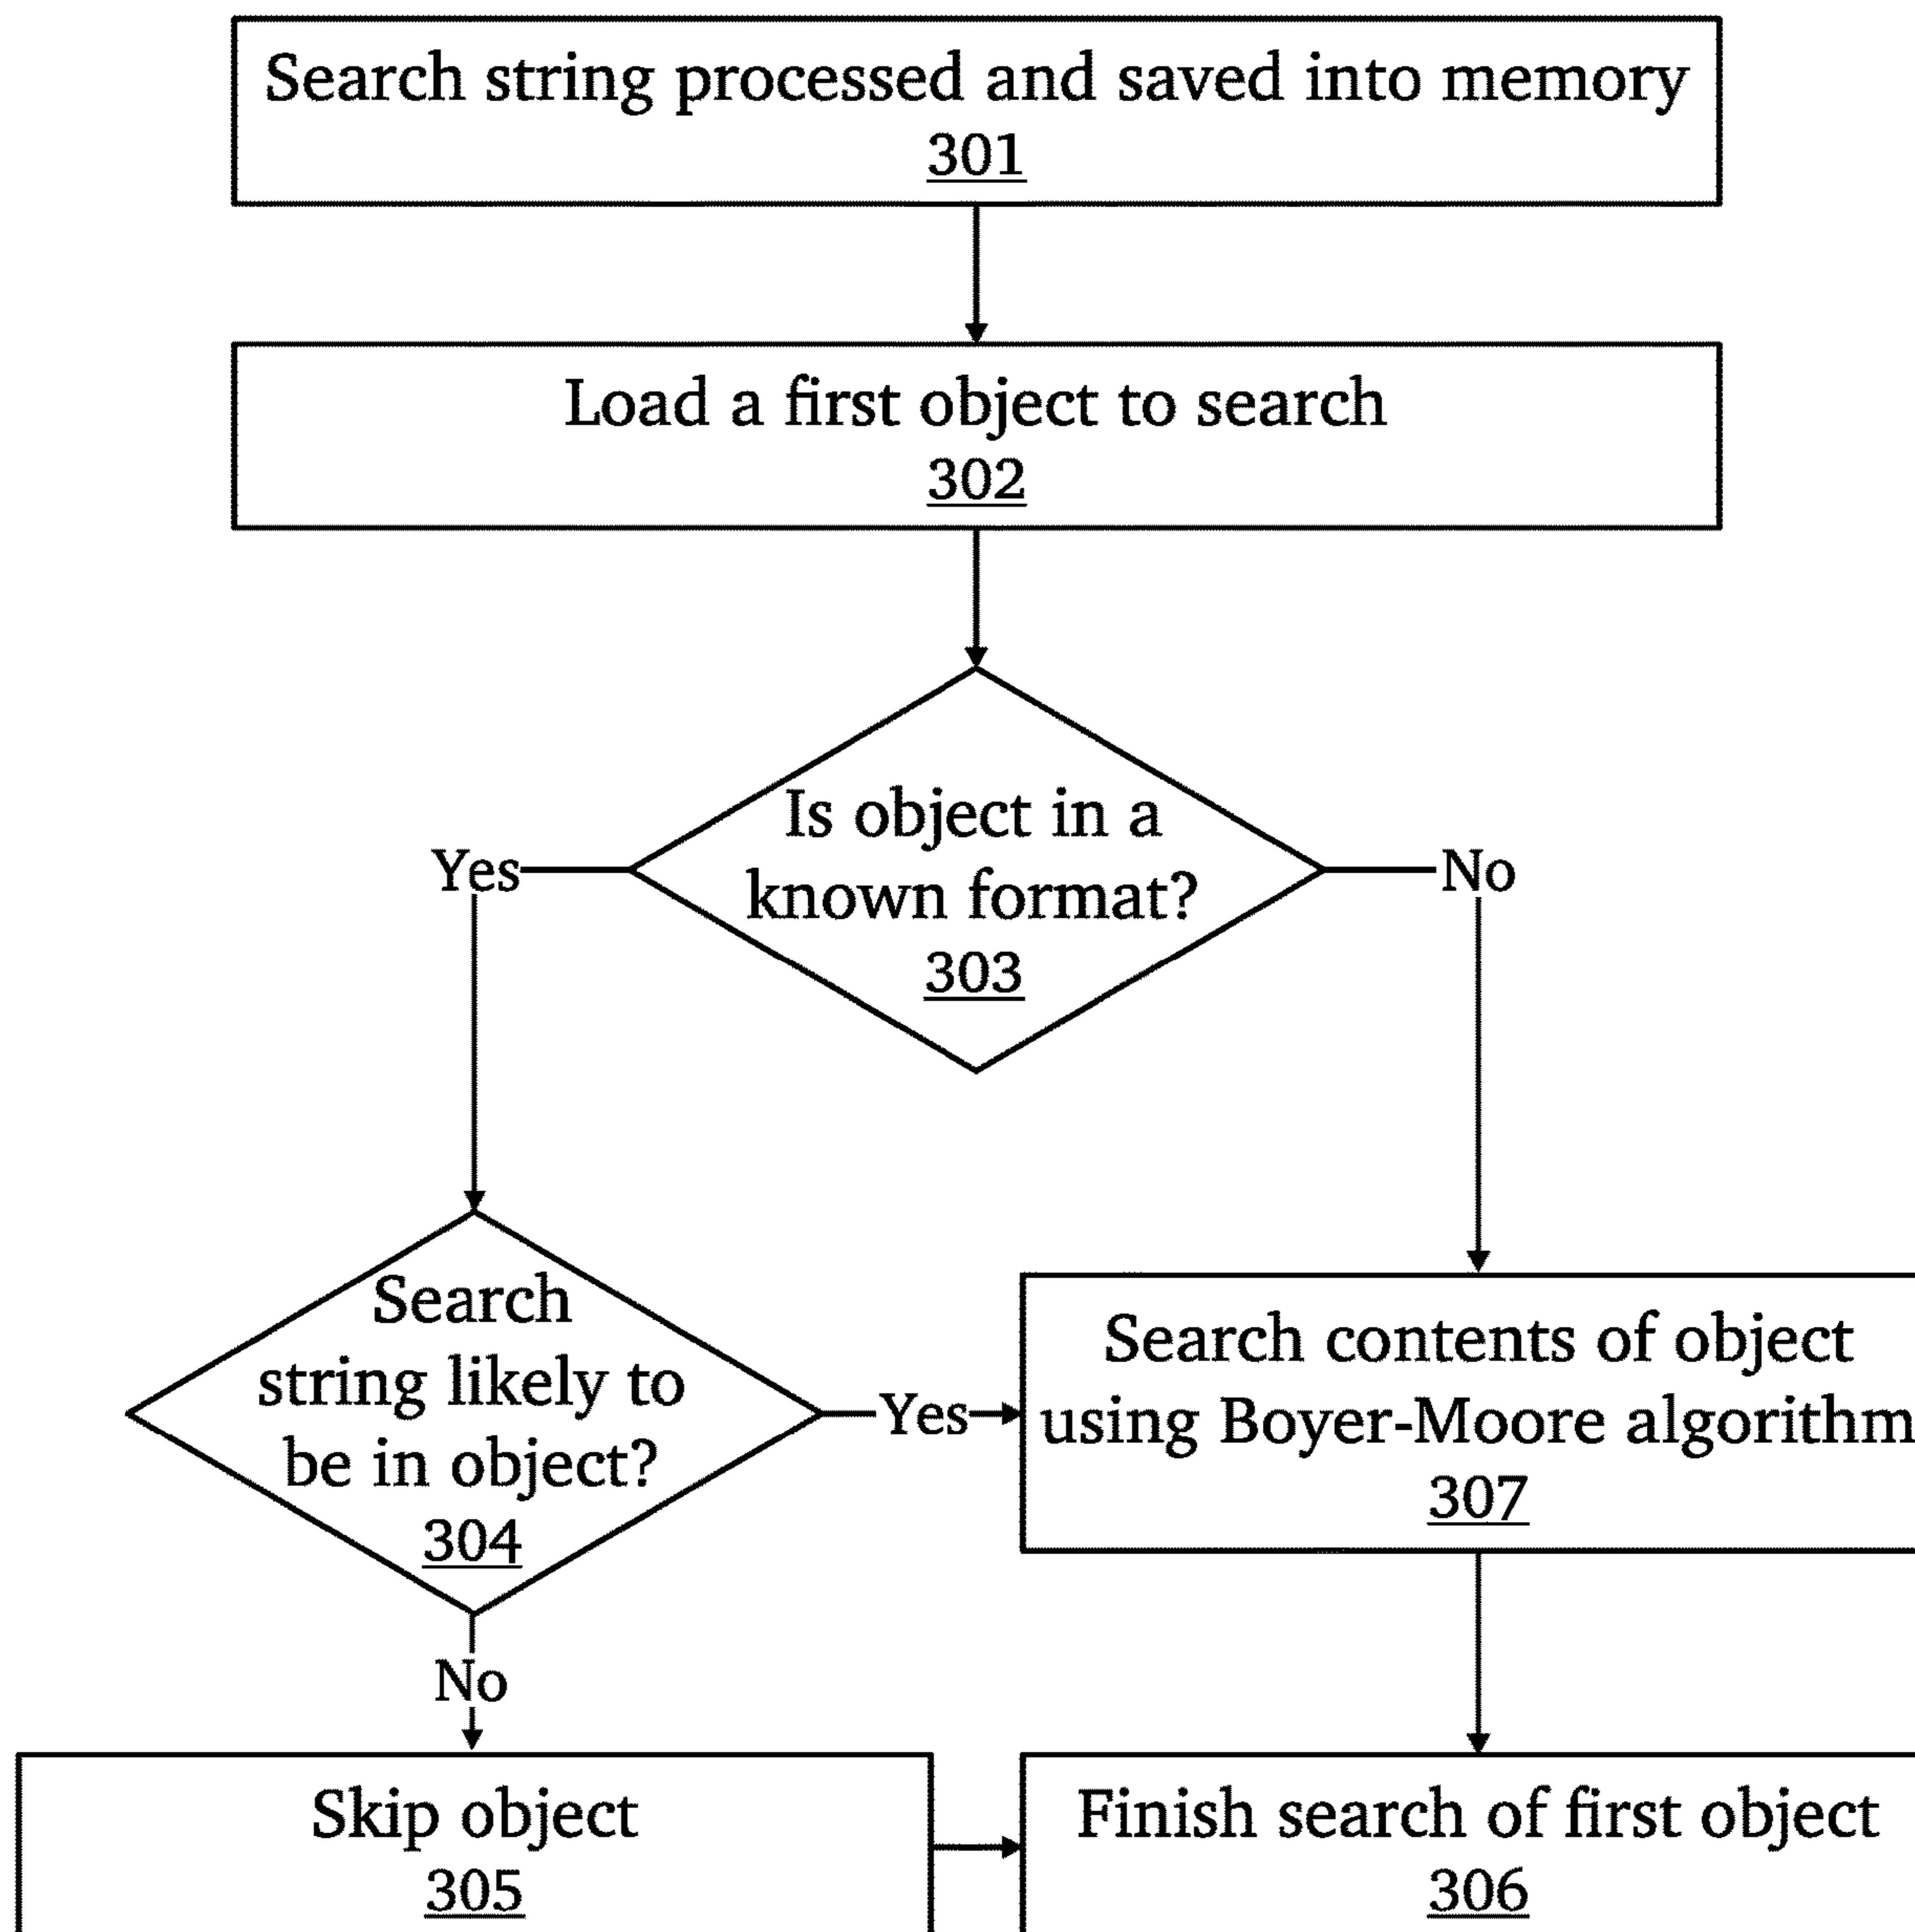 Search string processed and saved into memory
301
Load a first object to search
302
Is object in a
known format?
303
Yes
No
Search
string likely to
be in object?
304
Yes
Search contents of object
using Boyer-Moore algorithm
307
No
Skip object
305
Finish search of first object
306